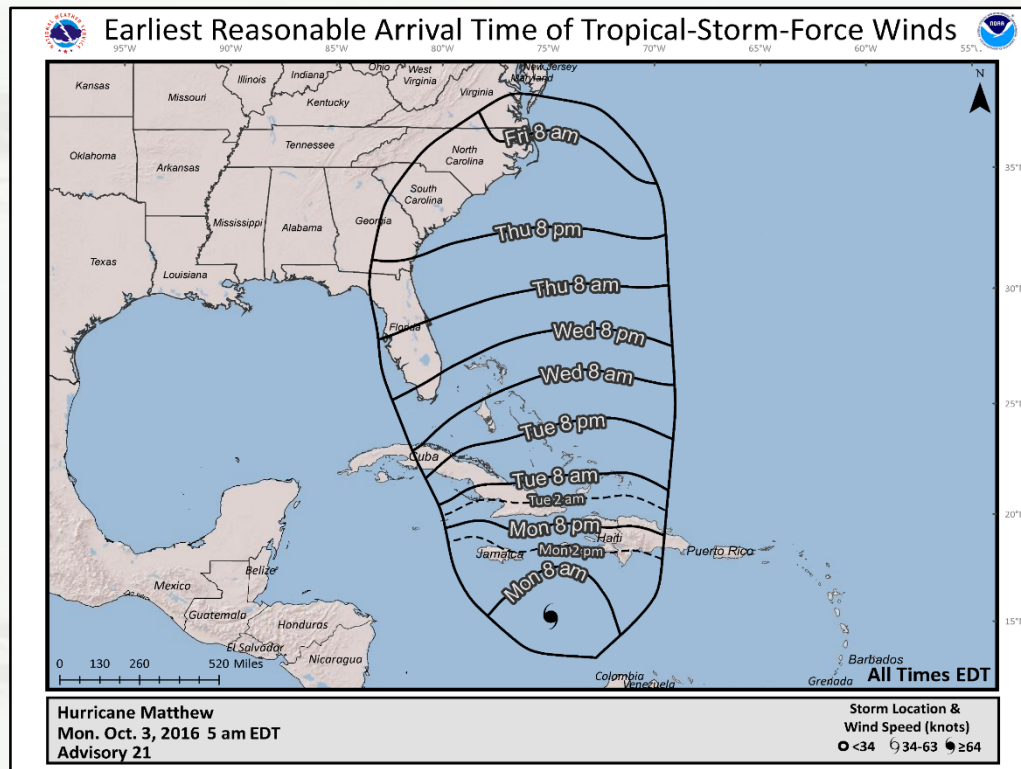 Earliest Reasonable Arrival Time of Tropical-Storm-Force Winds
NATIONAL WEATHER SERVICE
NOAA
95°W 90°W 85°W 80°W 75°W 70°W 65°W 60°W 55°W
Kansas
Missouri
Illinois
Indiana
Ohio
West Virginia
Virginia
Maryland
New Jersey
Kentucky
N
Oklahoma
Arkansas
Tennessee
North Carolina
Fri 8 am
35°N
Mississippi
Alabama
Georgia
South Carolina
Thu 8 pm
Texas
Louisiana
Thu 8 am
30°N
Florida
Wed 8 pm
Wed 8 am
25°N
Tue 8 pm
Cuba
Tue 8 am
Tue 2 am
20°N
Mon 8 pm
Haiti
Jamaica
Mon 2 pm
Puerto Rico
Mon 8 am
Mexico
Belize
Guatemala
Honduras
El Salvador
Nicaragua
15°N
Barbados
Grenada
Colombia
Venezuela
0 130 260 520 Miles
All Times EDT
Hurricane Matthew
Mon. Oct. 3, 2016 5 am EDT
Advisory 21
Storm Location &
Wind Speed (knots)
<34 34-63 ≥64